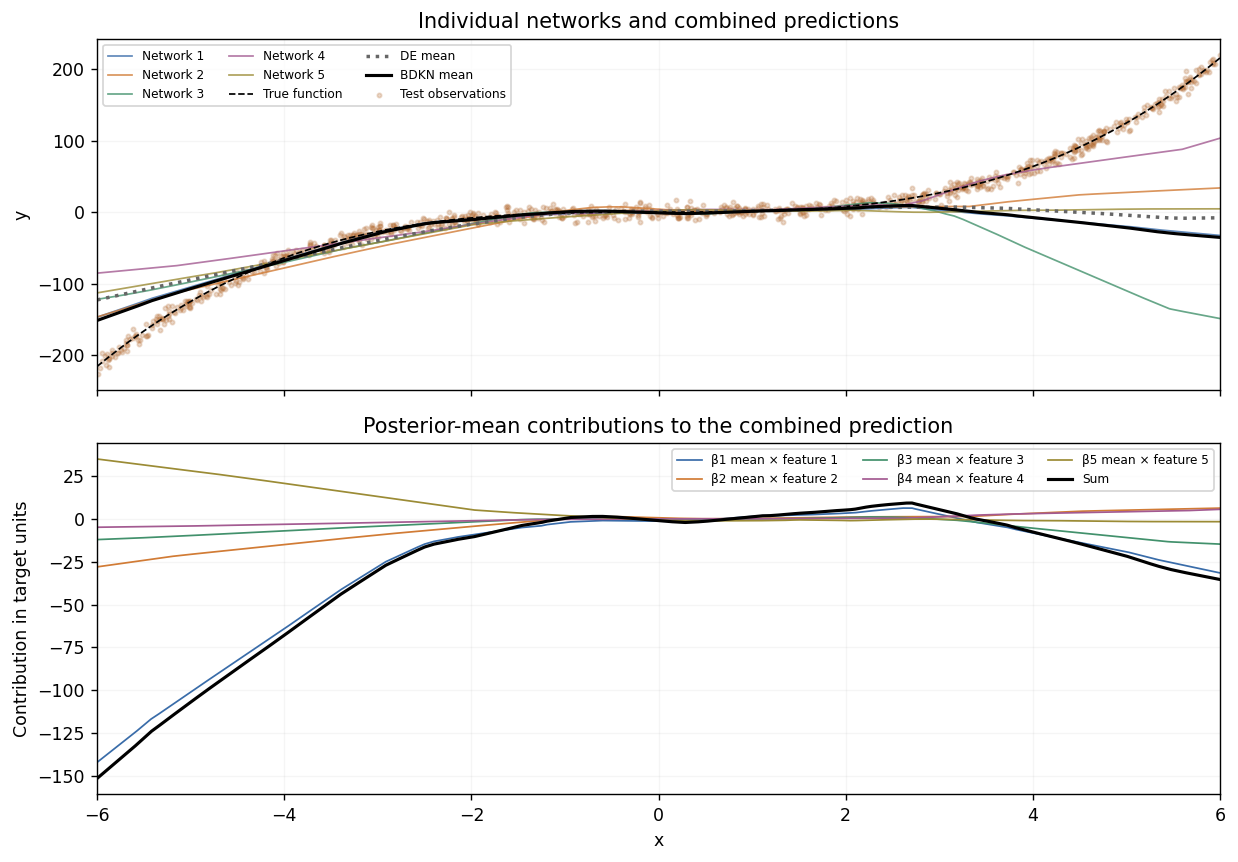 Individual networks and combined predictions
200
100
0
−100
−200
y
Network 1
Network 2
Network 3
Network 4
Network 5
True function
DE mean
BDKN mean
Test observations
Posterior-mean contributions to the combined prediction
25
0
−25
−50
−75
−100
−125
−150
Contribution in target units
β1 mean × feature 1
β2 mean × feature 2
β3 mean × feature 3
β4 mean × feature 4
β5 mean × feature 5
Sum
−6
−4
−2
0
2
4
6
x